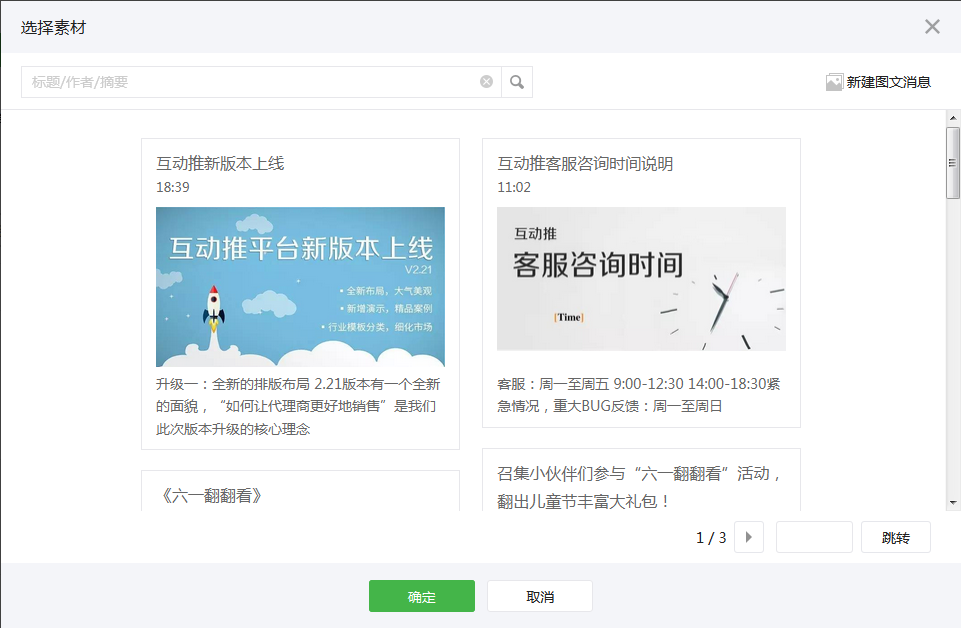 选择素材
标题/作者/摘要
新建图文消息
互动推新版本上线
18:39
互动推平台新版本上线
V2.21
• 全新布局，大气美观
• 新增演示，精品案例
• 行业模板分类，细化市场
升级一：全新的排版布局 2.21版本有一个全新
的面貌，“如何让代理商更好地销售”是我们
此次版本升级的核心理念
《六一翻翻看》
互动推客服咨询时间说明
11:02
互动推
客服咨询时间
[Time]
客服：周一至周五 9:00-12:30 14:00-18:30紧
急情况，重大BUG反馈：周一至周日
召集小伙伴们参与“六一翻翻看”活动，
翻出儿童节丰富大礼包！
1 / 3
跳转
确定
取消